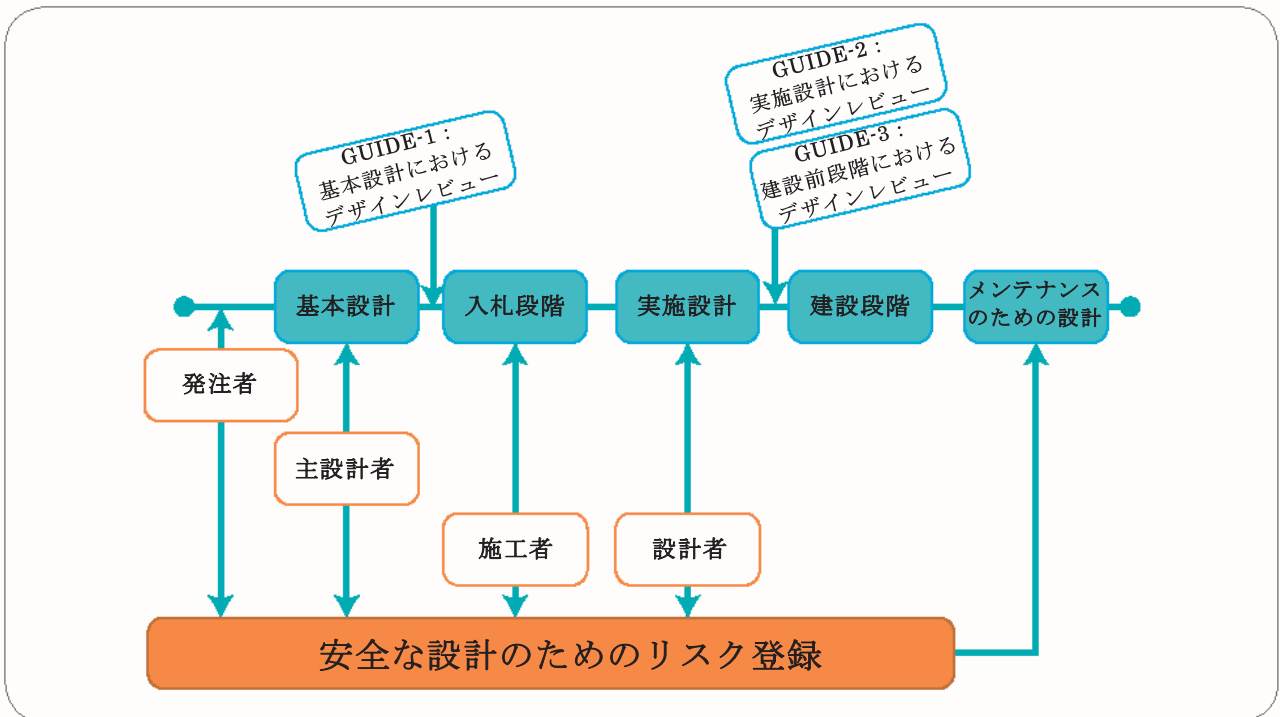 GUIDE-1：
基本設計における
デザインレビュー
GUIDE-2：
実施設計における
デザインレビュー
GUIDE-3：
建設前段階における
デザインレビュー
基本設計
入札段階
実施設計
建設段階
メンテナンス
のための設計
発注者
主設計者
施工者
設計者
安全な設計のためのリスク登録